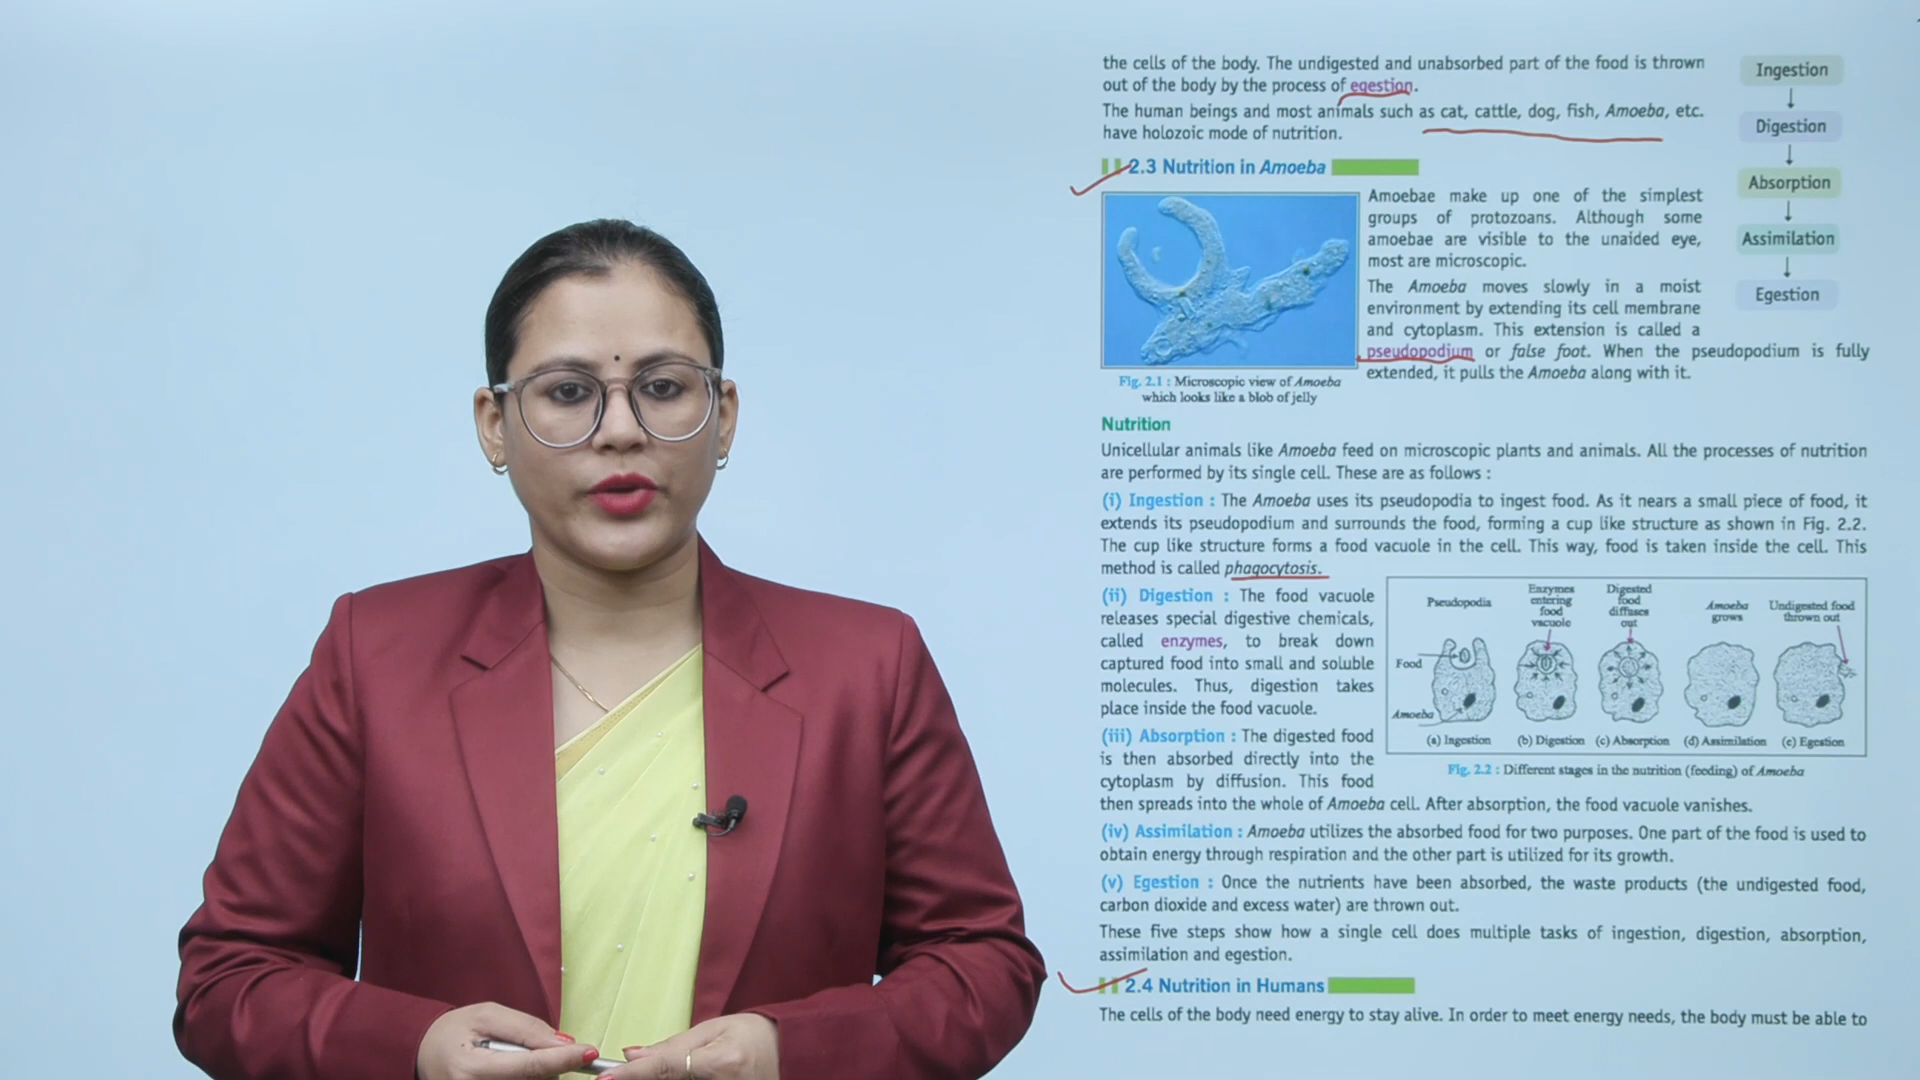 the cells of the body. The undigested and unabsorbed part of the food is thrown
out of the body by the process of egestion.
The human beings and most animals such as cat, cattle, dog, fish, Amoeba, etc.
have holozoic mode of nutrition.
Ingestion
Digestion
Absorption
Assimilation
Egestion
2.3 Nutrition in Amoeba
Amoebae make up one of the simplest
groups of protozoans. Although some
amoebae are visible to the unaided eye,
most are microscopic.
The Amoeba moves slowly in a moist
environment by extending its cell membrane
and cytoplasm. This extension is called a
pseudopodium or false foot. When the pseudopodium is fully
extended, it pulls the Amoeba along with it.
Fig. 2.1 : Microscopic view of Amoeba
which looks like a blob of jelly
Nutrition
Unicellular animals like Amoeba feed on microscopic plants and animals. All the processes of nutrition
are performed by its single cell. These are as follows :
(i) Ingestion : The Amoeba uses its pseudopodia to ingest food. As it nears a small piece of food, it
extends its pseudopodium and surrounds the food, forming a cup like structure as shown in Fig. 2.2.
The cup like structure forms a food vacuole in the cell. This way, food is taken inside the cell. This
method is called phagocytosis.
(ii) Digestion : The food vacuole
releases special digestive chemicals,
called enzymes, to break down
captured food into small and soluble
molecules. Thus, digestion takes
place inside the food vacuole.
(iii) Absorption : The digested food
is then absorbed directly into the
cytoplasm by diffusion. This food
then spreads into the whole of Amoeba cell. After absorption, the food vacuole vanishes.
Pseudopodia
Enzymes
entering
food
vacuole
Digested
food
diffuses
out
Amoeba
grows
Undigested food
thrown out
Food
Amoeba
(a) Ingestion
(b) Digestion
(c) Absorption
(d) Assimilation
(e) Egestion
Fig. 2.2 : Different stages in the nutrition (feeding) of Amoeba
(iv) Assimilation : Amoeba utilizes the absorbed food for two purposes. One part of the food is used to
obtain energy through respiration and the other part is utilized for its growth.
(v) Egestion : Once the nutrients have been absorbed, the waste products (the undigested food,
carbon dioxide and excess water) are thrown out.
These five steps show how a single cell does multiple tasks of ingestion, digestion, absorption,
assimilation and egestion.
2.4 Nutrition in Humans
The cells of the body need energy to stay alive. In order to meet energy needs, the body must be able to